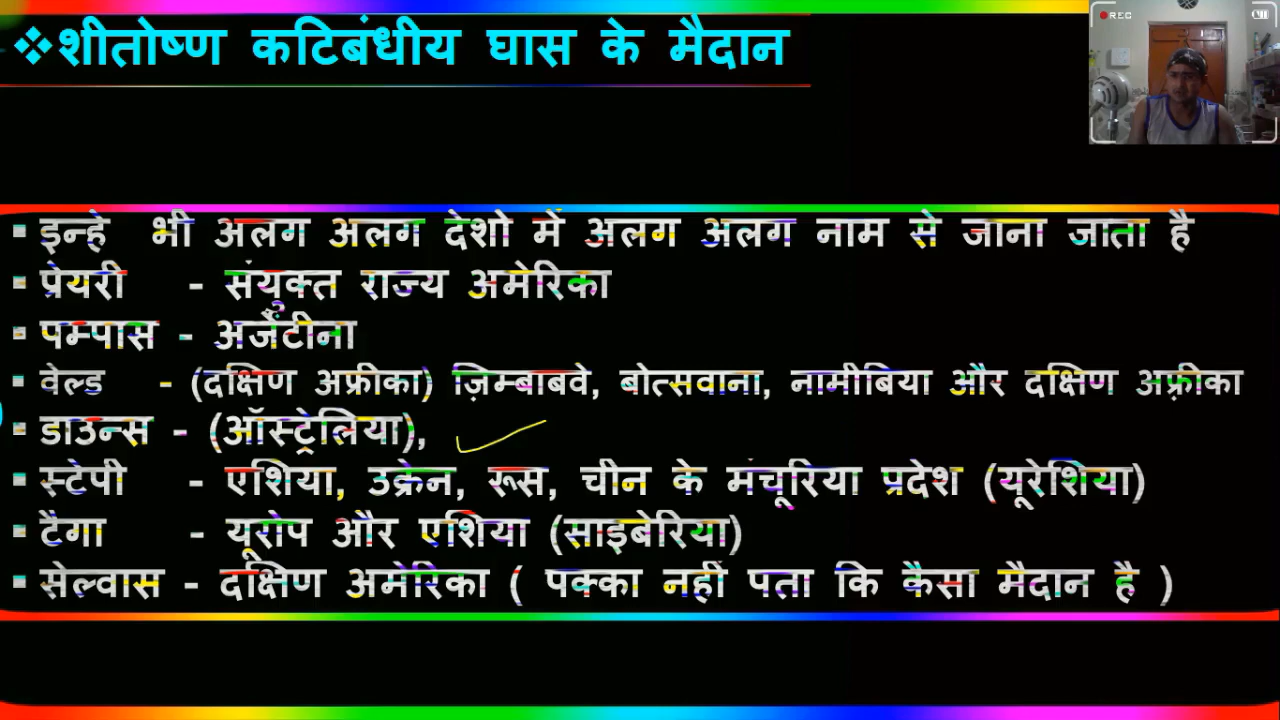 ❖शीतोष्ण कटिबंधीय घास के मैदान
REC
▪ इन्हे भी अलग अलग देशो में अलग अलग नाम से जाना जाता है
▪ प्रेयरी - संयुक्त राज्य अमेरिका
▪ पम्पास - अर्जेंटीना
▪ वेल्ड - (दक्षिण अफ्रीका) ज़िम्बाबवे, बोत्सवाना, नामीबिया और दक्षिण अफ़्रीका
▪ डाउन्स - (ऑस्ट्रेलिया),
▪ स्टेपी - एशिया, उक्रेन, रूस, चीन के मंचूरिया प्रदेश (यूरेशिया)
▪ टैगा - यूरोप और एशिया (साइबेरिया)
▪ सेल्वास - दक्षिण अमेरिका ( पक्का नहीं पता कि कैसा मैदान है )